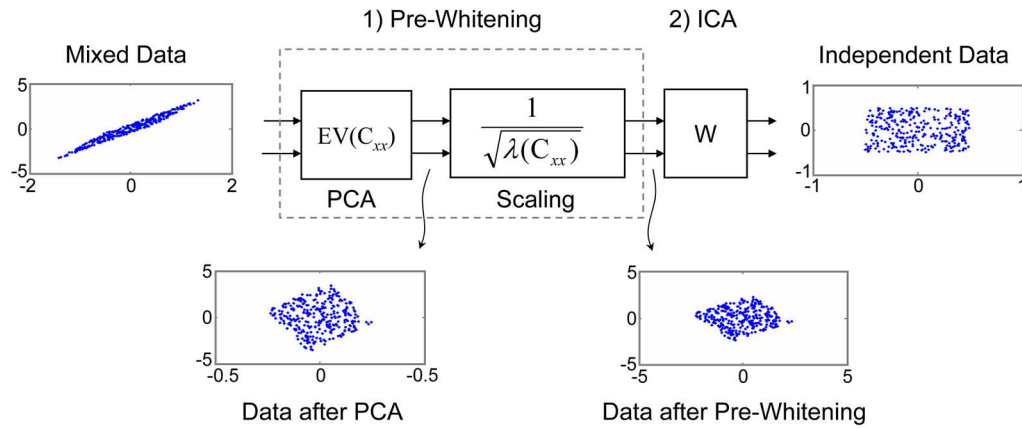 1) Pre-Whitening
2) ICA
Mixed Data
Independent Data
5
0
-5
-2
0
2
EV(C_xx)
PCA
1
√λ(C_xx)
Scaling
W
1
0
-1
-1
0
1
5
0
-5
-0.5
0
-0.5
Data after PCA
5
0
-5
-5
0
5
Data after Pre-Whitening